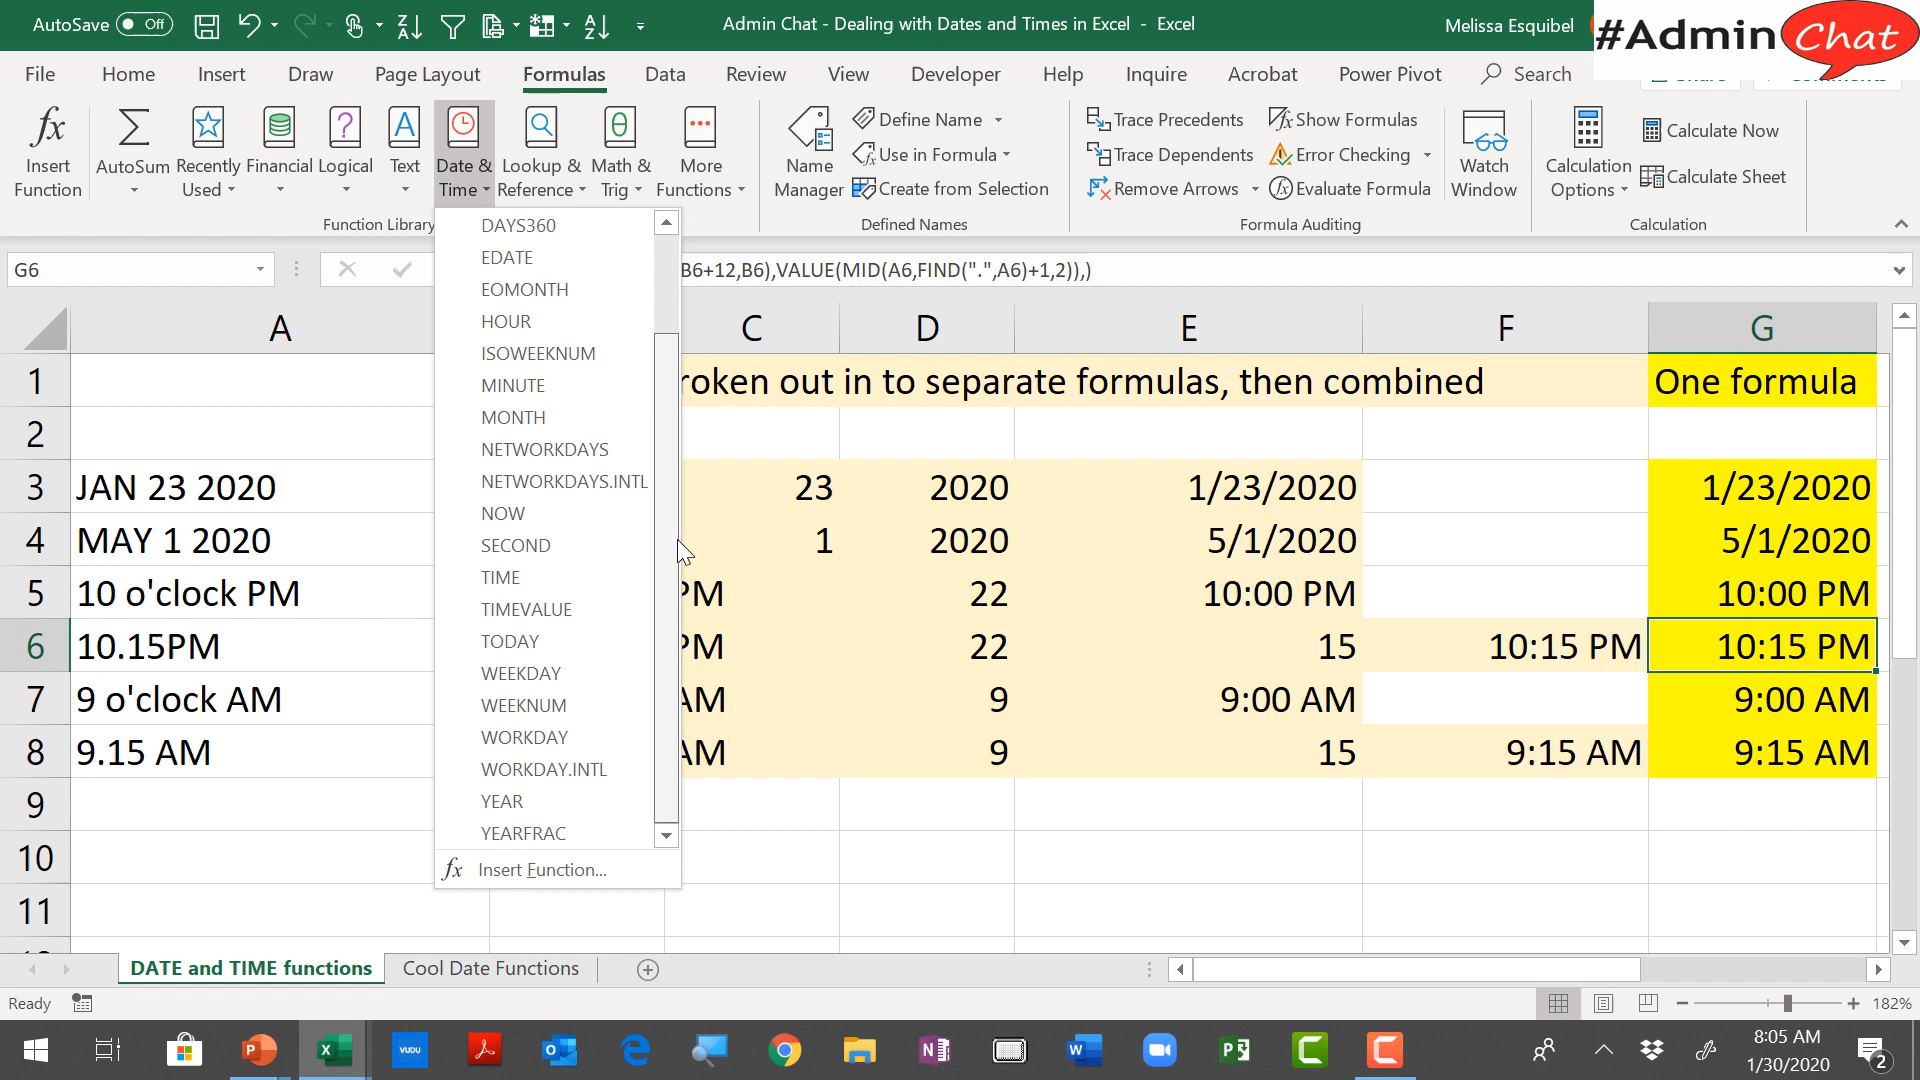 AutoSave Off
Admin Chat - Dealing with Dates and Times in Excel - Excel
Melissa Esquibel
#Admin Chat
File Home Insert Draw Page Layout Formulas Data Review View Developer Help Inquire Acrobat Power Pivot Search
Insert Function
AutoSum
Recently Used
Financial
Logical
Text
Date & Time
Lookup & Reference
Math & Trig
More Functions
Function Library
Name Manager
Define Name
Use in Formula
Create from Selection
Defined Names
Trace Precedents
Trace Dependents
Remove Arrows
Show Formulas
Error Checking
Evaluate Formula
Formula Auditing
Watch Window
Calculation Options
Calculate Now
Calculate Sheet
Calculation
G6
B6+12,B6),VALUE(MID(A6,FIND(".",A6)+1,2)),)
DAYS360
EDATE
EOMONTH
HOUR
ISOWEEKNUM
MINUTE
MONTH
NETWORKDAYS
NETWORKDAYS.INTL
NOW
SECOND
TIME
TIMEVALUE
TODAY
WEEKDAY
WEEKNUM
WORKDAY
WORKDAY.INTL
YEAR
YEARFRAC
fx Insert Function...
A C D E F G
1 roken out in to separate formulas, then combined One formula
2
3 JAN 23 2020 23 2020 1/23/2020 1/23/2020
4 MAY 1 2020 1 2020 5/1/2020 5/1/2020
5 10 o'clock PM PM 22 10:00 PM 10:00 PM
6 10.15PM PM 22 15 10:15 PM 10:15 PM
7 9 o'clock AM AM 9 9:00 AM 9:00 AM
8 9.15 AM AM 9 15 9:15 AM 9:15 AM
9
10
11
DATE and TIME functions Cool Date Functions
Ready
182%
VUDU
8:05 AM
1/30/2020
2